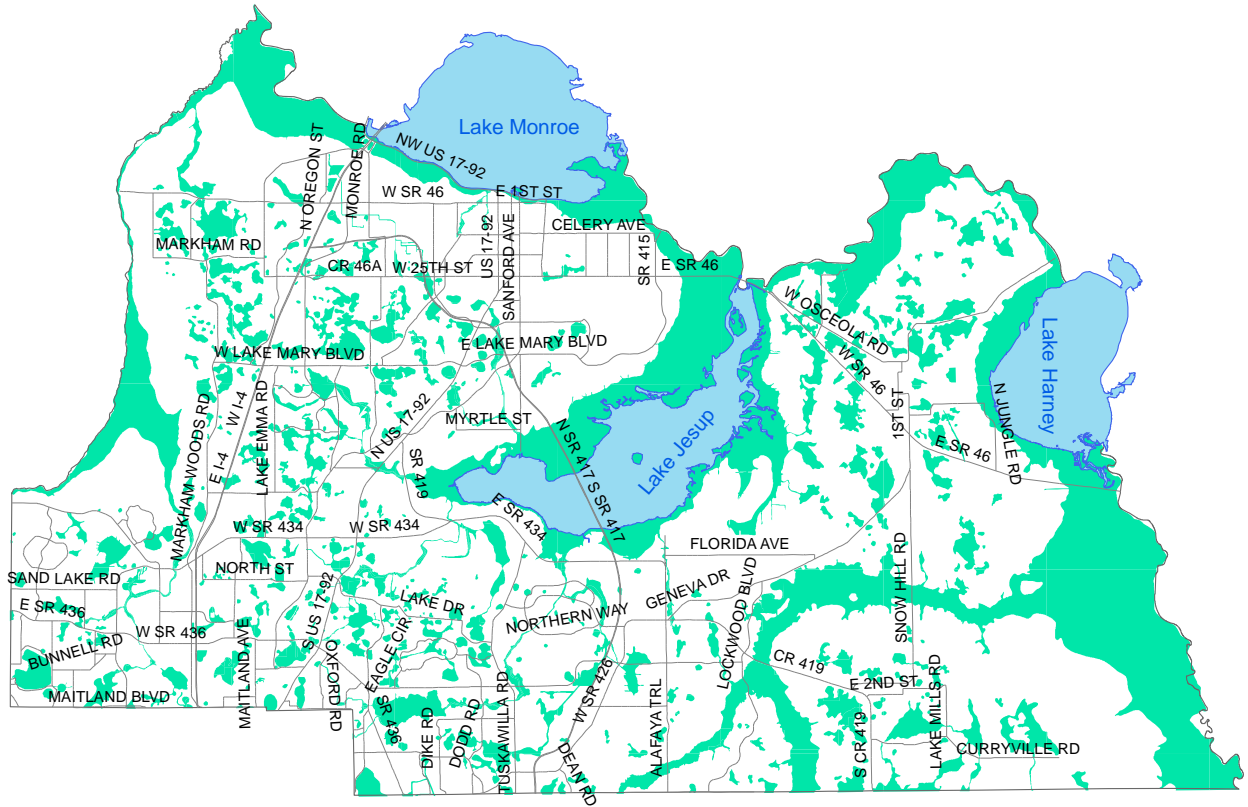 Lake Monroe
NW US 17-92
N OREGON ST
MONROE RD
W SR 46
E 1ST ST
CELERY AVE
MARKHAM RD
CR 46A
W 25TH ST
US 17-92
SANFORD AVE
SR 415
E SR 46
W OSCEOLA RD
W SR 46
Lake Harney
W LAKE MARY BLVD
E LAKE MARY BLVD
W I-4
E I-4
LAKE EMMA RD
MARKHAM WOODS RD
N US 17-92
MYRTLE ST
SR 419
N SR 417
S SR 417
Lake Jesup
1ST ST
N JUNGLE RD
E SR 46
W SR 434
W SR 434
E SR 434
FLORIDA AVE
SAND LAKE RD
NORTH ST
S US 17-92
LAKE DR
NORTHERN WAY
GENEVA DR
LOCKWOOD BLVD
SNOW HILL RD
E SR 436
W SR 436
BUNNELL RD
MAITLAND AVE
MAITLAND BLVD
OXFORD RD
EAGLE CIR
SR 436
DIKE RD
DODD RD
TUSKAWILLA RD
W SR 426
DEAN RD
ALAFAYA TRL
CR 419
E 2ND ST
S CR 419
LAKE MILLS RD
CURRYVILLE RD